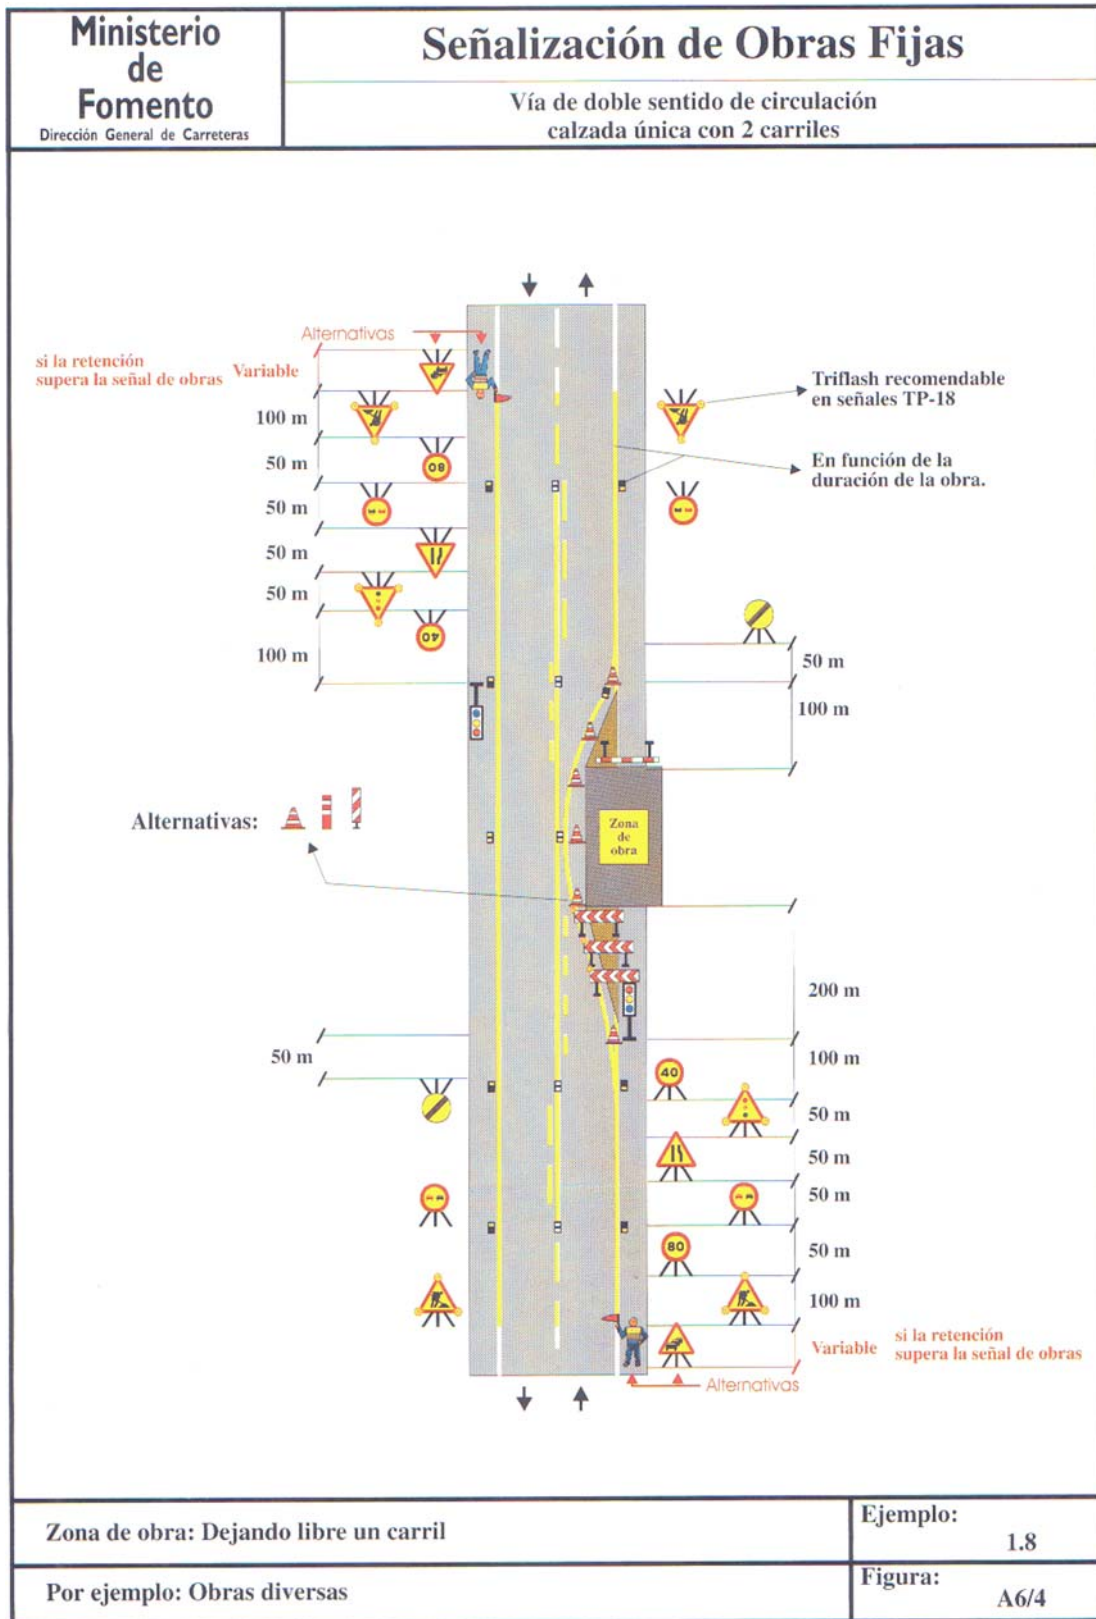 Ministerio
de
Fomento
Dirección General de Carreteras
Señalización de Obras Fijas
Vía de doble sentido de circulación
calzada única con 2 carriles
Alternativas
si la retención
supera la señal de obras
Variable
100 m
50 m
50 m
50 m
50 m
100 m
80
40
Triflash recomendable
en señales TP-18
En función de la
duración de la obra.
50 m
100 m
Alternativas:
Zona
de
obra
200 m
100 m
50 m
50 m
50 m
50 m
100 m
50 m
40
80
Variable
si la retención
supera la señal de obras
Alternativas
Zona de obra: Dejando libre un carril
Ejemplo:
1.8
Por ejemplo: Obras diversas
Figura:
A6/4